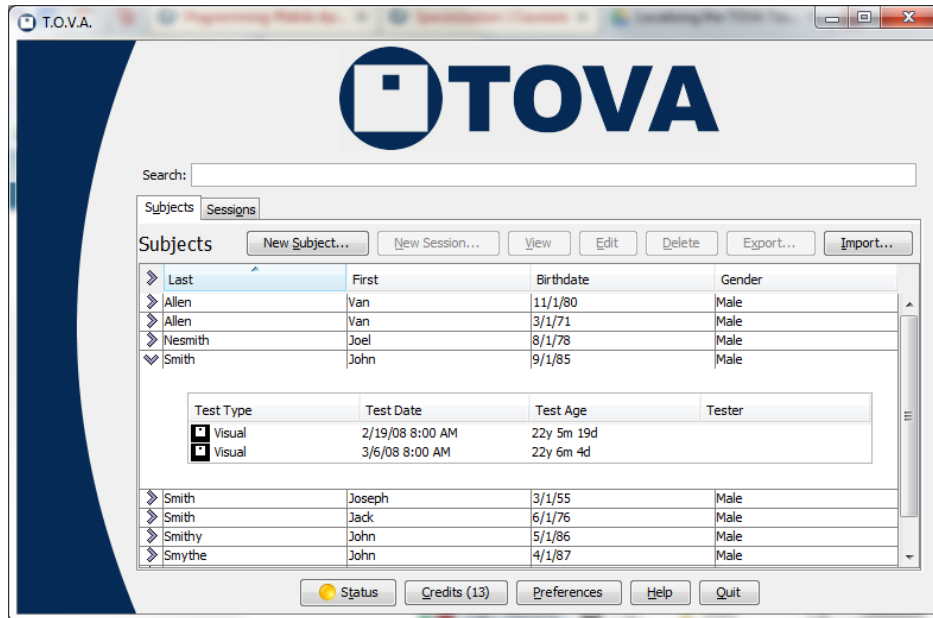 T.O.V.A.
TOVA
Search:
Subjects Sessions
Subjects New Subject... New Session... View Edit Delete Export... Import...
Last First Birthdate Gender
Allen Van 11/1/80 Male
Allen Van 3/1/71 Male
Nesmith Joel 8/1/78 Male
Smith John 9/1/85 Male
Test Type Test Date Test Age Tester
Visual 2/19/08 8:00 AM 22y 5m 19d
Visual 3/6/08 8:00 AM 22y 6m 4d
Smith Joseph 3/1/55 Male
Smith Jack 6/1/76 Male
Smithy John 5/1/86 Male
Smythe John 4/1/87 Male
Status Credits (13) Preferences Help Quit